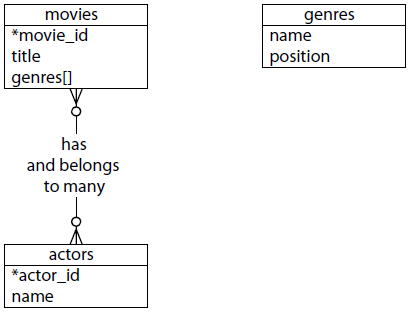 movies
*movie_id
title
genres[]
genres
name
position
has
and belongs
to many
actors
*actor_id
name